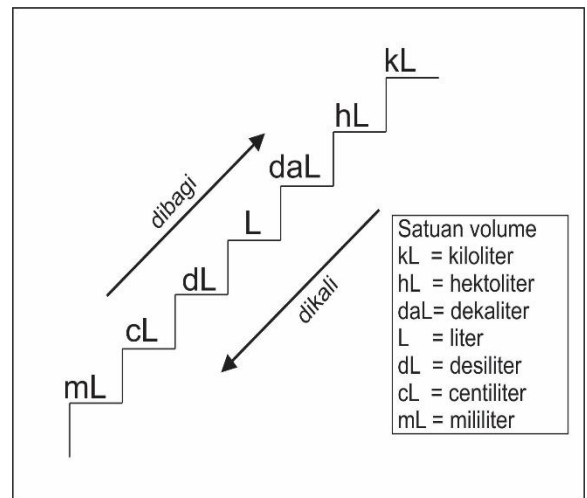 kL
hL
daL
L
dL
cL
mL
dibagi
dikali
Satuan volume
kL = kiloliter
hL = hektoliter
daL= dekaliter
L = liter
dL = desiliter
cL = centiliter
mL = mililiter